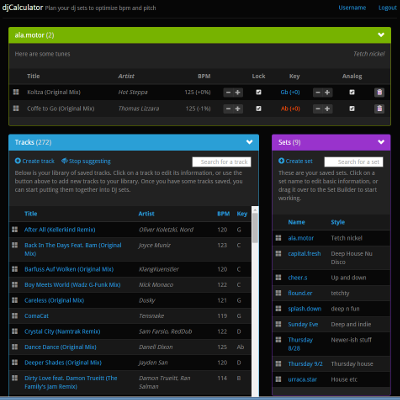 djCalculator Plan your dj sets to optimize bpm and pitch Username Logout
ala.motor (2)
Here are some tunes Tetch nickel
Title Artist BPM Lock Key Analog
Koltza (Original Mix) Hot Steppa 125 (+0%) Gb (+0)
Coffe to Go (Original Mix) Thomas Lizzara 125 (-1%) Ab (+0)
Tracks (272)
Create track Stop suggesting Search for a track
Below is your library of saved tracks. Click on a track to edit its information, or use the
button above to add new tracks to your library. Once you have some tracks saved, you
can start putting them together into DJ sets.
Title Artist BPM Key
After All (Kellerkind Remix) Oliver Koletzki, Nord 120 G
Back In The Days Feat. Bam (Original
Mix) Joyce Muniz 123 C
Barfuss Auf Wolken (Original Mix) Klangkuenstler 120 C
Boy Meets World (Wadz G-Funk Mix) Nick Monaco 122 C
Careless (Original Mix) Dusky 121 G
ComaCat Tensnake 119 G
Crystal City (Namtrak Remix) Sam Farsio, RedDub 122 D
Dance Dance (Original Mix) Danell Dixon 125 Ab
Deeper Shades (Original Mix) Jayden San 120 D
Dirty Love feat. Damon Trueitt (The
Family's Jam Remix) Damon Trueitt, Ran
Salman 114 B
Sets (9)
Create set Search for a set
These are your saved sets. Click on a
set name to edit basic information, or
drag it over to the Set Builder to start
working.
Name Style
ala.motor Tetch nickel
capital.fresh Deep House Nu
Disco
cheer.s Up and down
flound.er tetchty
splash.down deep n fun
Sunday Eve Deep and indie
Thursday
8/28 Newer-ish stuff
Thursday 9/2 Thursday house
urraca.star House etc